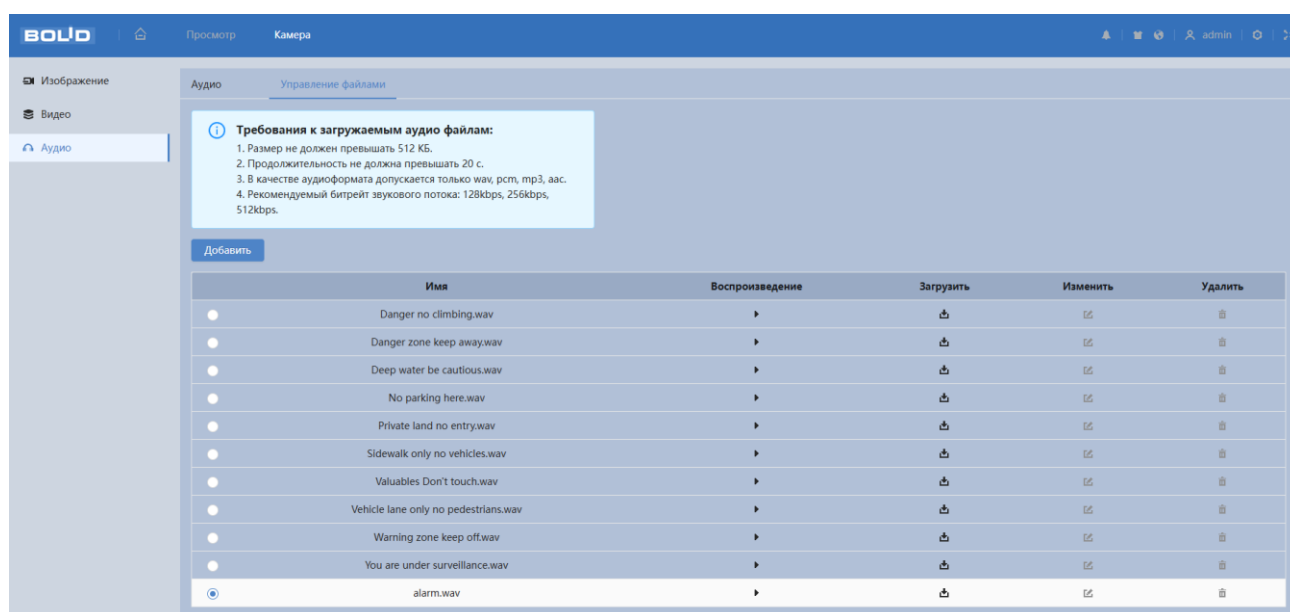 BOLID Просмотр Камера admin
Изображение
Видео
Аудио
Аудио Управление файлами
Требования к загружаемым аудио файлам:
1. Размер не должен превышать 512 КБ.
2. Продолжительность не должна превышать 20 с.
3. В качестве аудиоформата допускается только wav, pcm, mp3, aac.
4. Рекомендуемый битрейт звукового потока: 128kbps, 256kbps,
512kbps.
Добавить
Имя Воспроизведение Загрузить Изменить Удалить
Danger no climbing.wav
Danger zone keep away.wav
Deep water be cautious.wav
No parking here.wav
Private land no entry.wav
Sidewalk only no vehicles.wav
Valuables Don't touch.wav
Vehicle lane only no pedestrians.wav
Warning zone keep off.wav
You are under surveillance.wav
alarm.wav